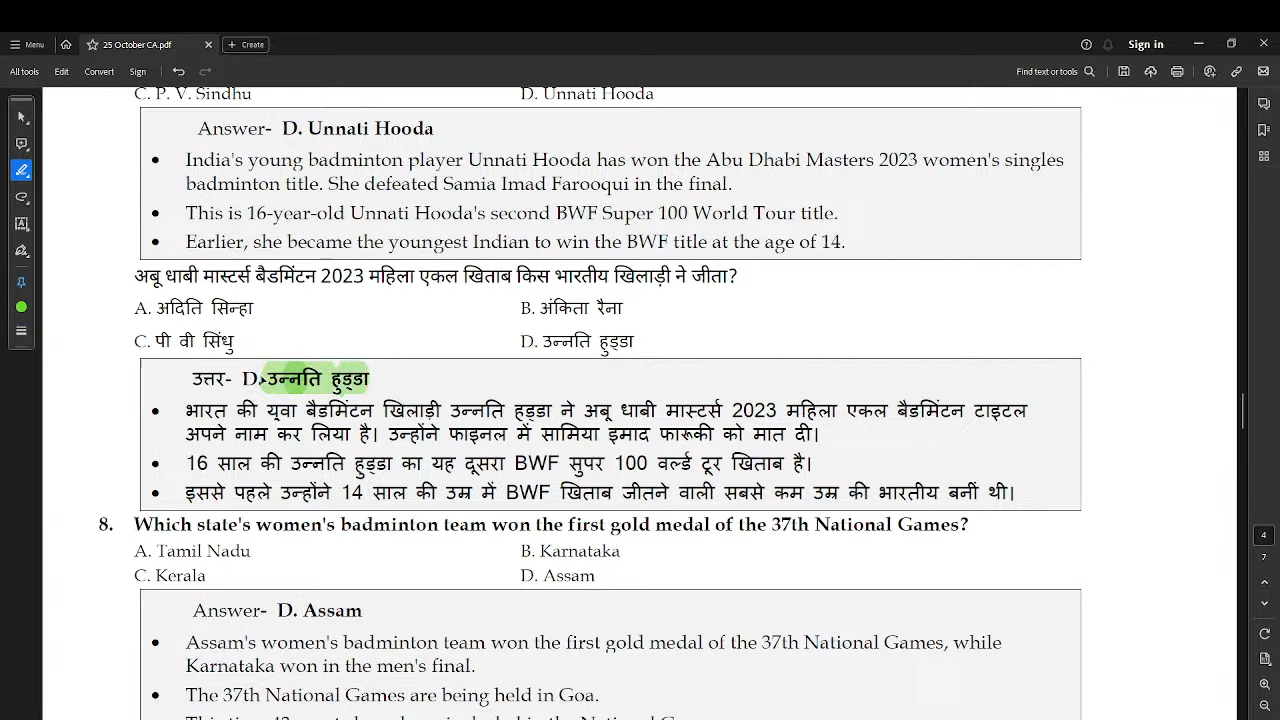 Menu
25 October CA.pdf
Create
Sign in
All tools Edit Convert Sign
Find text or tools
C. P. V. Sindhu D. Unnati Hooda
Answer- D. Unnati Hooda
• India's young badminton player Unnati Hooda has won the Abu Dhabi Masters 2023 women's singles
badminton title. She defeated Samia Imad Farooqui in the final.
• This is 16-year-old Unnati Hooda's second BWF Super 100 World Tour title.
• Earlier, she became the youngest Indian to win the BWF title at the age of 14.
अबू धाबी मास्टर्स बैडमिंटन 2023 महिला एकल खिताब किस भारतीय खिलाड़ी ने जीता?
A. अदिति सिन्हा B. अंकिता रैना
C. पी वी सिंधु D. उन्नति हुड्डा
उत्तर- D. उन्नति हुड्डा
• भारत की युवा बैडमिंटन खिलाड़ी उन्नति हुड्डा ने अबू धाबी मास्टर्स 2023 महिला एकल बैडमिंटन टाइटल
अपने नाम कर लिया है। उन्होंने फाइनल में सामिया इमाद फारूकी को मात दी।
• 16 साल की उन्नति हुड्डा का यह दूसरा BWF सुपर 100 वर्ल्ड टूर खिताब है।
• इससे पहले उन्होंने 14 साल की उम्र में BWF खिताब जीतने वाली सबसे कम उम्र की भारतीय बनीं थी।
8. Which state's women's badminton team won the first gold medal of the 37th National Games?
A. Tamil Nadu B. Karnataka
C. Kerala D. Assam
Answer- D. Assam
• Assam's women's badminton team won the first gold medal of the 37th National Games, while
Karnataka won in the men's final.
• The 37th National Games are being held in Goa.
4
7